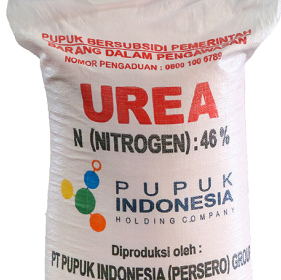 PUPUK BERSUBSIDI PEMERINTAH
BARANG DALAM PENGAWASAN
NOMOR PENGADUAN : 0800 100 6789
UREA
N (NITROGEN) : 46 %
PUPUK
INDONESIA
HOLDING COMPANY
Diproduksi oleh :
PT PUPUK INDONESIA (PERSERO) GROUP